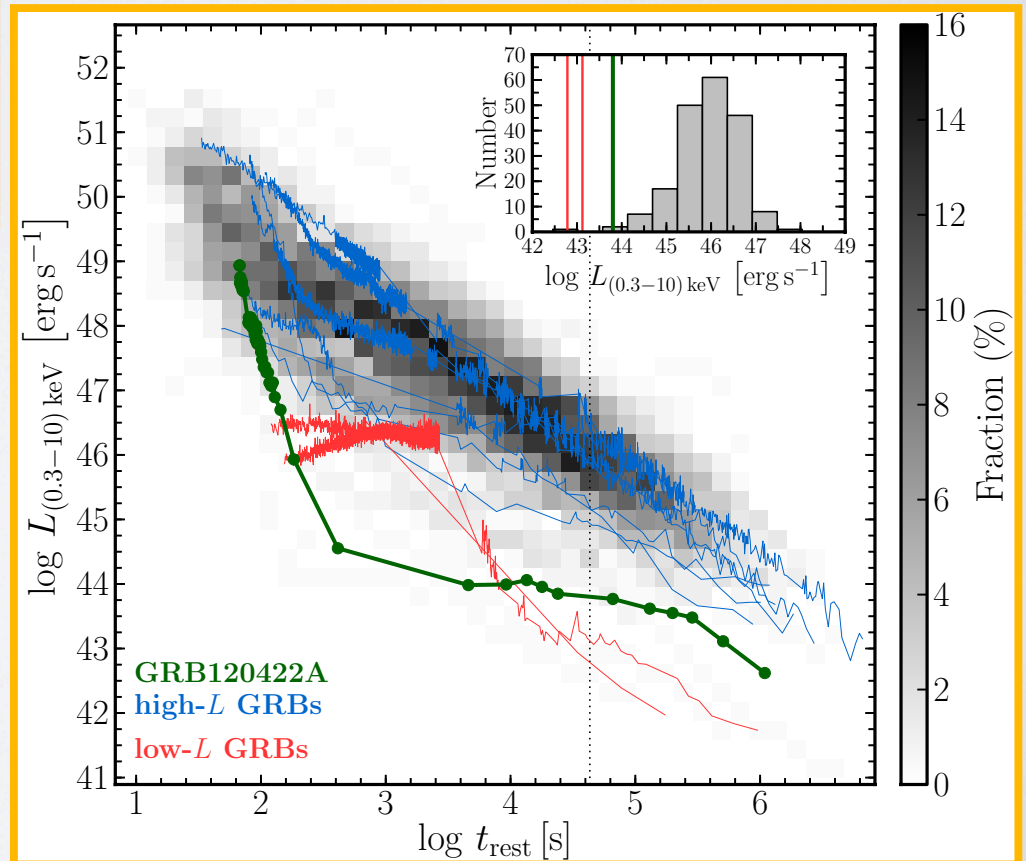 52
51
50
49
48
47
46
45
44
43
42
41
log L(0.3−10) keV [erg s−1]
1 2 3 4 5 6
log trest [s]
GRB120422A
high-L GRBs
low-L GRBs
70
60
50
40
30
20
10
0
Number
42 43 44 45 46 47 48 49
log L(0.3−10) keV [erg s−1]
16
14
12
10
8
6
4
2
0
Fraction (%)